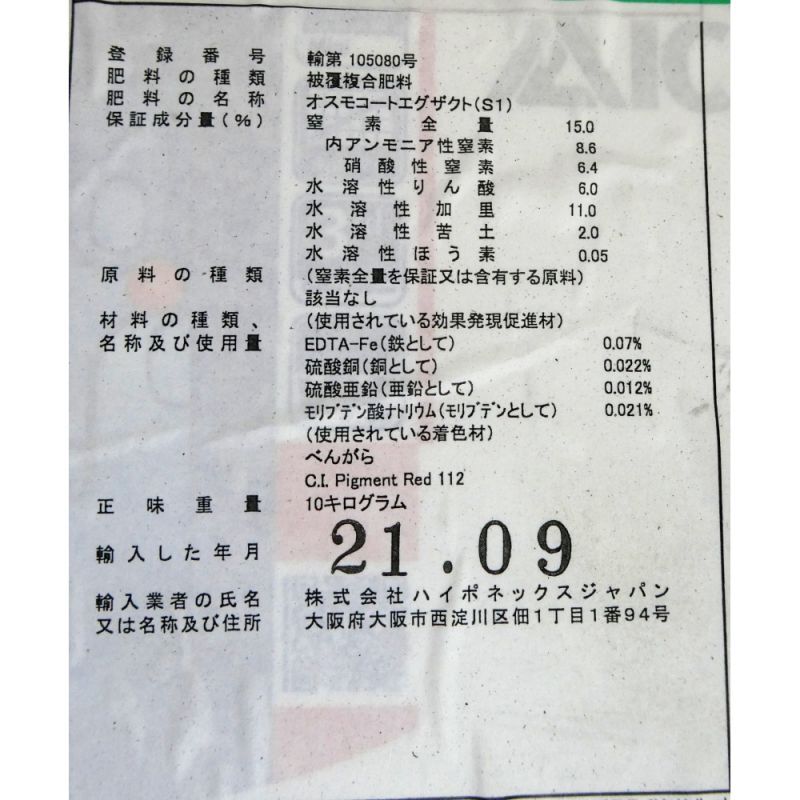 登録番号 輸第 105080号
肥料の種類 被覆複合肥料
肥料の名称 オスモコートエグザクト(S1)
保証成分量(%) 窒素全量 15.0
内アンモニア性窒素 8.6
硝酸性窒素 6.4
水溶性りん酸 6.0
水溶性加里 11.0
水溶性苦土 2.0
水溶性ほう素 0.05
原料の種類 (窒素全量を保証又は含有する原料)
該当なし
材料の種類、 (使用されている効果発現促進材)
名称及び使用量 EDTA-Fe(鉄として) 0.07%
硫酸銅(銅として) 0.022%
硫酸亜鉛(亜鉛として) 0.012%
モリブデン酸ナトリウム(モリブデンとして) 0.021%
(使用されている着色材)
べんがら
C.I. Pigment Red 112
正味重量 10キログラム
輸入した年月 21.09
輸入業者の氏名 株式会社ハイポネックスジャパン
又は名称及び住所 大阪府大阪市西淀川区佃1丁目1番94号